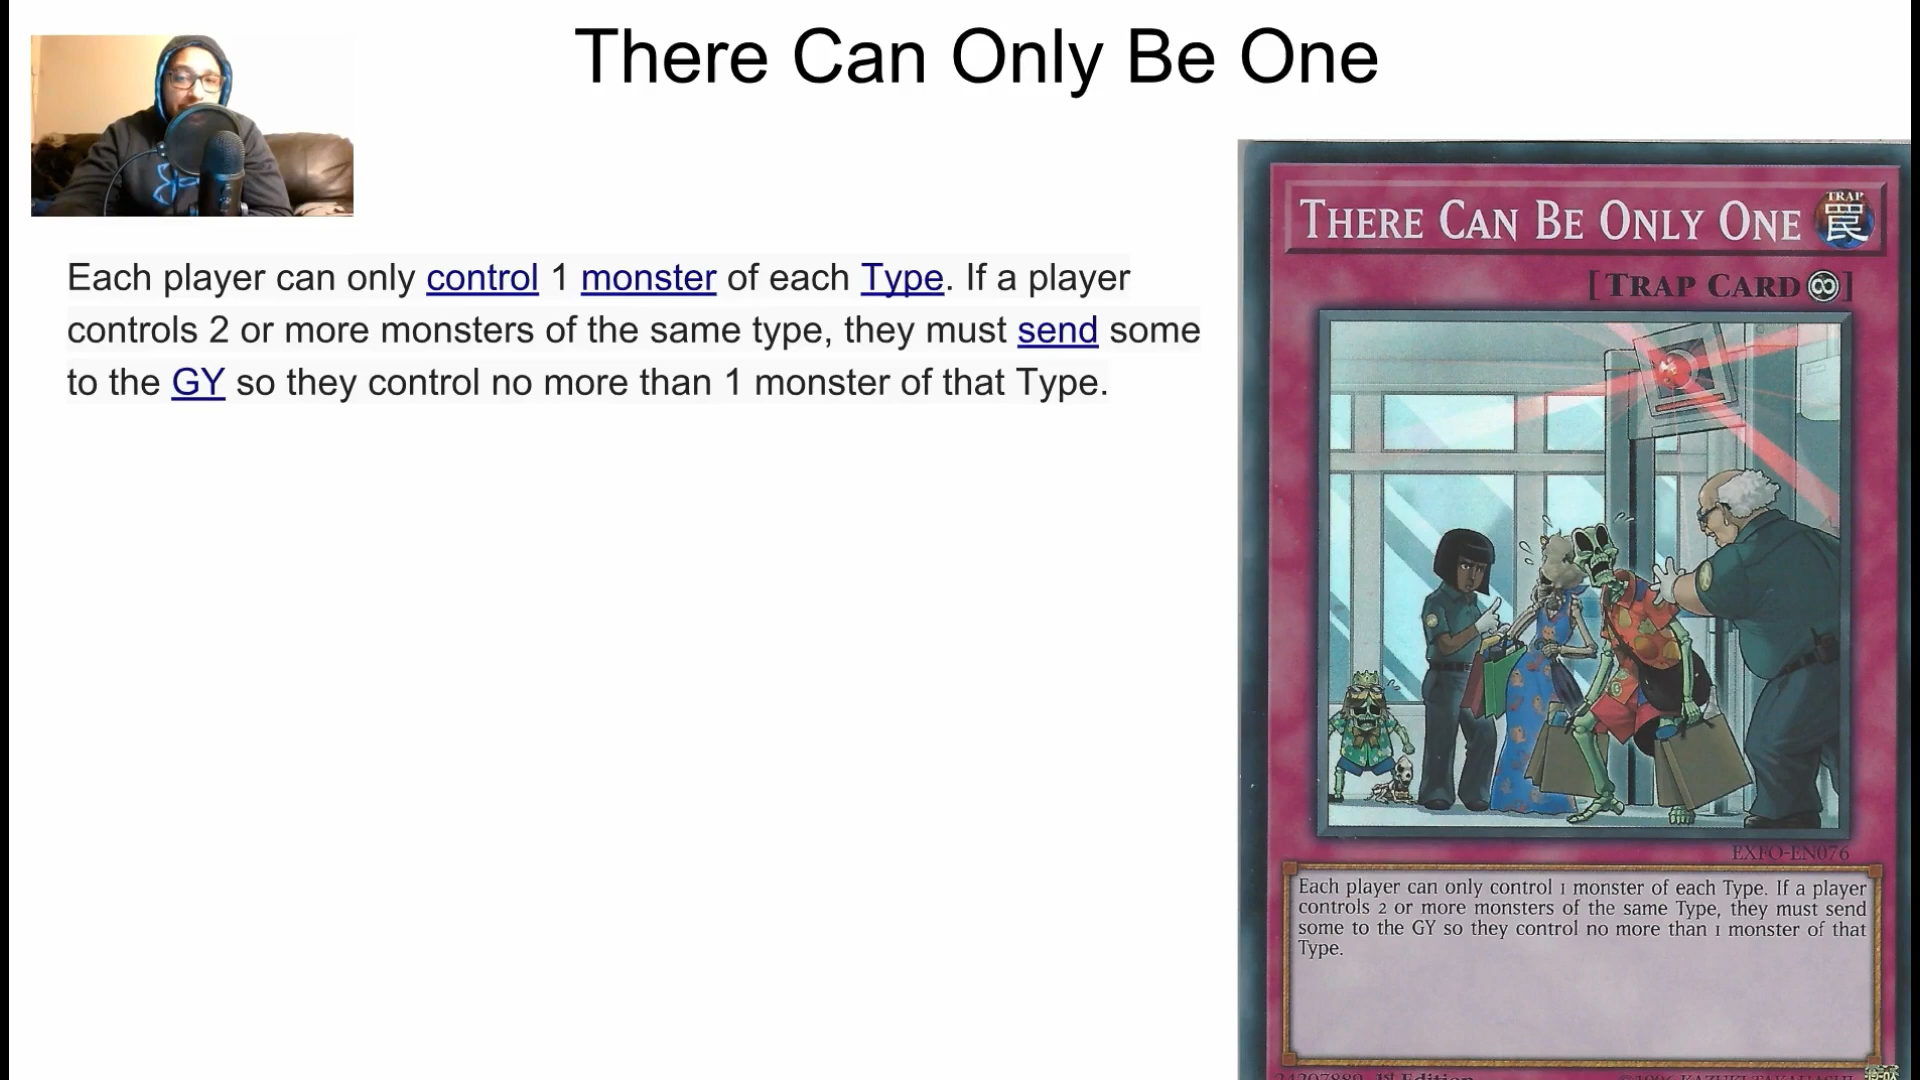 There Can Only Be One
Each player can only control 1 monster of each Type. If a player
controls 2 or more monsters of the same type, they must send some
to the GY so they control no more than 1 monster of that Type.
THERE CAN BE ONLY ONE
TRAP
罠
[TRAP CARD ]
EXFO-EN076
Each player can only control 1 monster of each Type. If a player
controls 2 or more monsters of the same Type, they must send
some to the GY so they control no more than 1 monster of that
Type.
24207889 1st Edition
©1996 KAZUKI TAKAHASHI